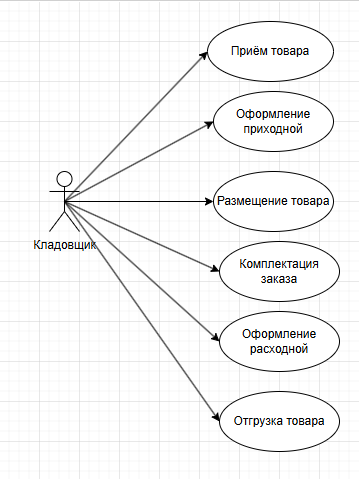 Приём товара
Оформление
приходной
Размещение товара
Кладовщик
Комплектация
заказа
Оформление
расходной
Отгрузка товара